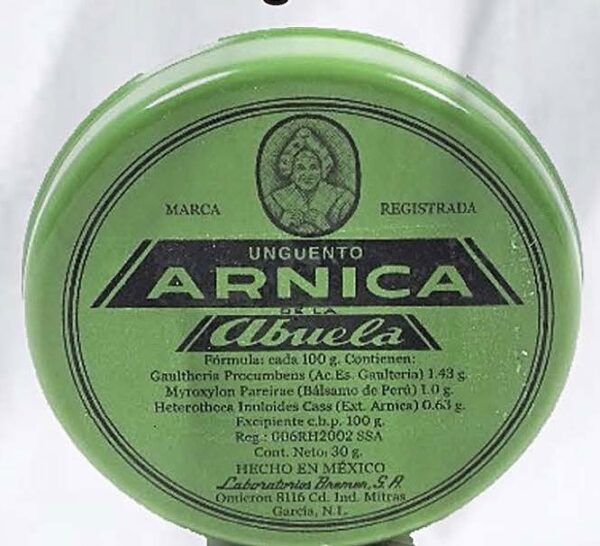 MARCA REGISTRADA
UNGUENTO
ARNICA
DE LA
Abuela
Fórmula: cada 100 g. Contienen:
Gaultheria Procumbens (Ac.Es. Gaulteria) 1.43 g.
Myroxylon Pareirae (Bálsamo de Perú) 1.0 g.
Heterotheca Inuloides Cass (Ext. Arnica) 0.63 g.
Excipiente c.b.p. 100 g.
Reg.: 006RH2002 SSA
Cont. Neto: 30 g.
HECHO EN MÉXICO
Laboratorios Bremen, S.A.
Omicron 8116 Cd. Ind. Mitras
García, N.L.